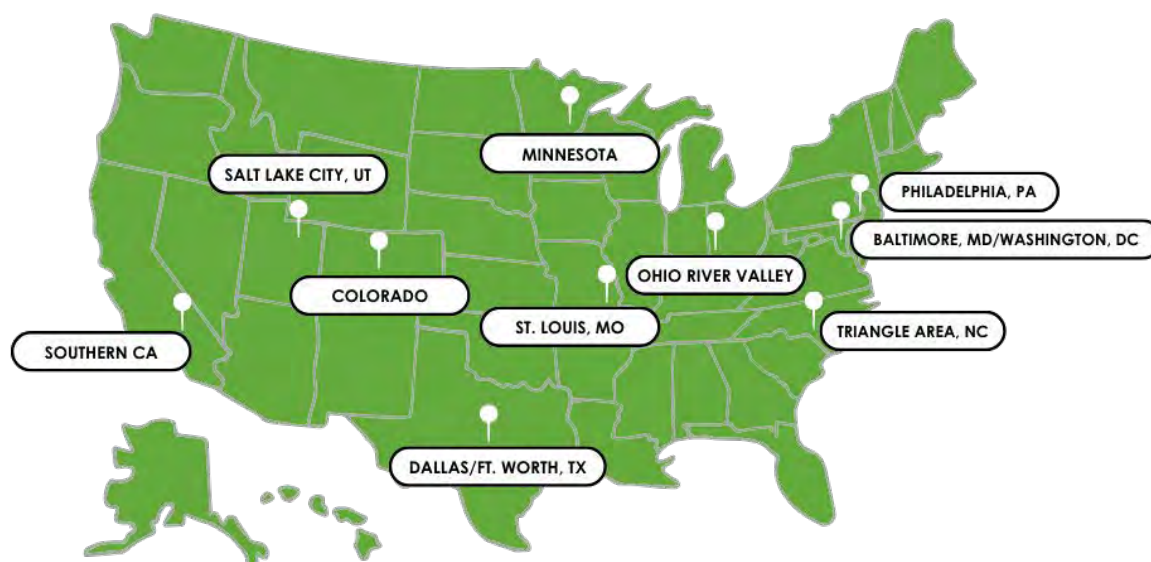 MINNESOTA
SALT LAKE CITY, UT
PHILADELPHIA, PA
BALTIMORE, MD/WASHINGTON, DC
OHIO RIVER VALLEY
COLORADO
ST. LOUIS, MO
TRIANGLE AREA, NC
SOUTHERN CA
DALLAS/FT. WORTH, TX